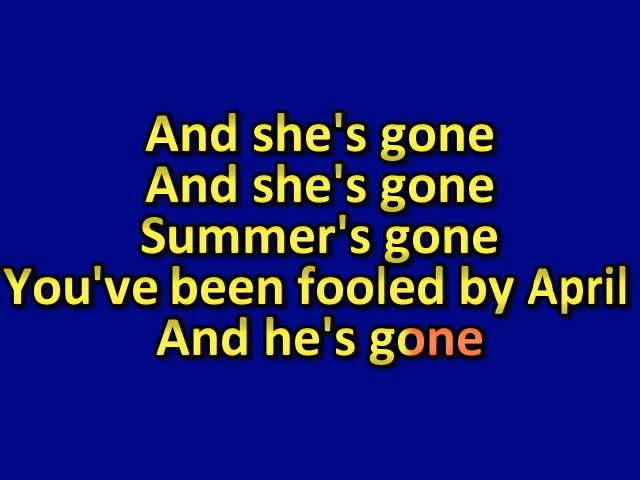 And she's gone
And she's gone
Summer's gone
You've been fooled by April
And he's gone